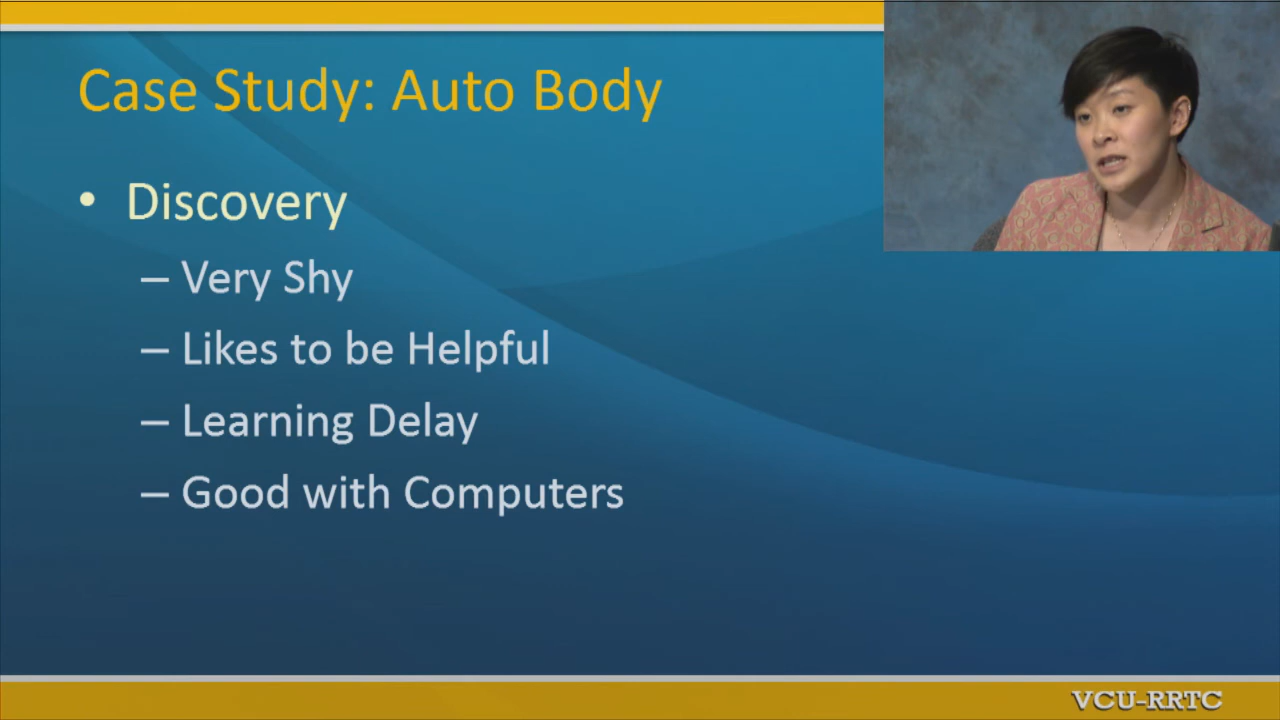 Case Study: Auto Body
• Discovery
– Very Shy
– Likes to be Helpful
– Learning Delay
– Good with Computers
VCU-RRTC